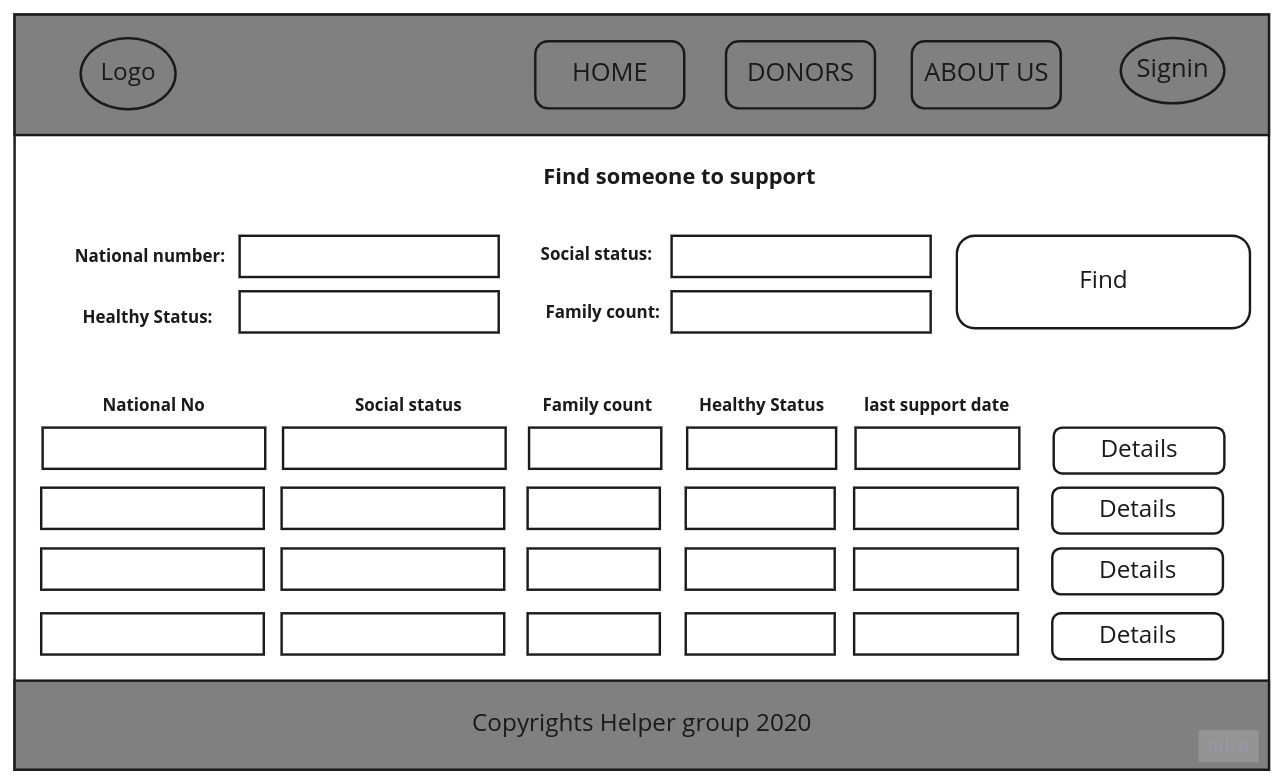 Logo
HOME
DONORS
ABOUT US
Signin
Find someone to support
National number:
Social status:
Find
Healthy Status:
Family count:
National No
Social status
Family count
Healthy Status
last support date
Details
Details
Details
Details
Copyrights Helper group 2020
miro